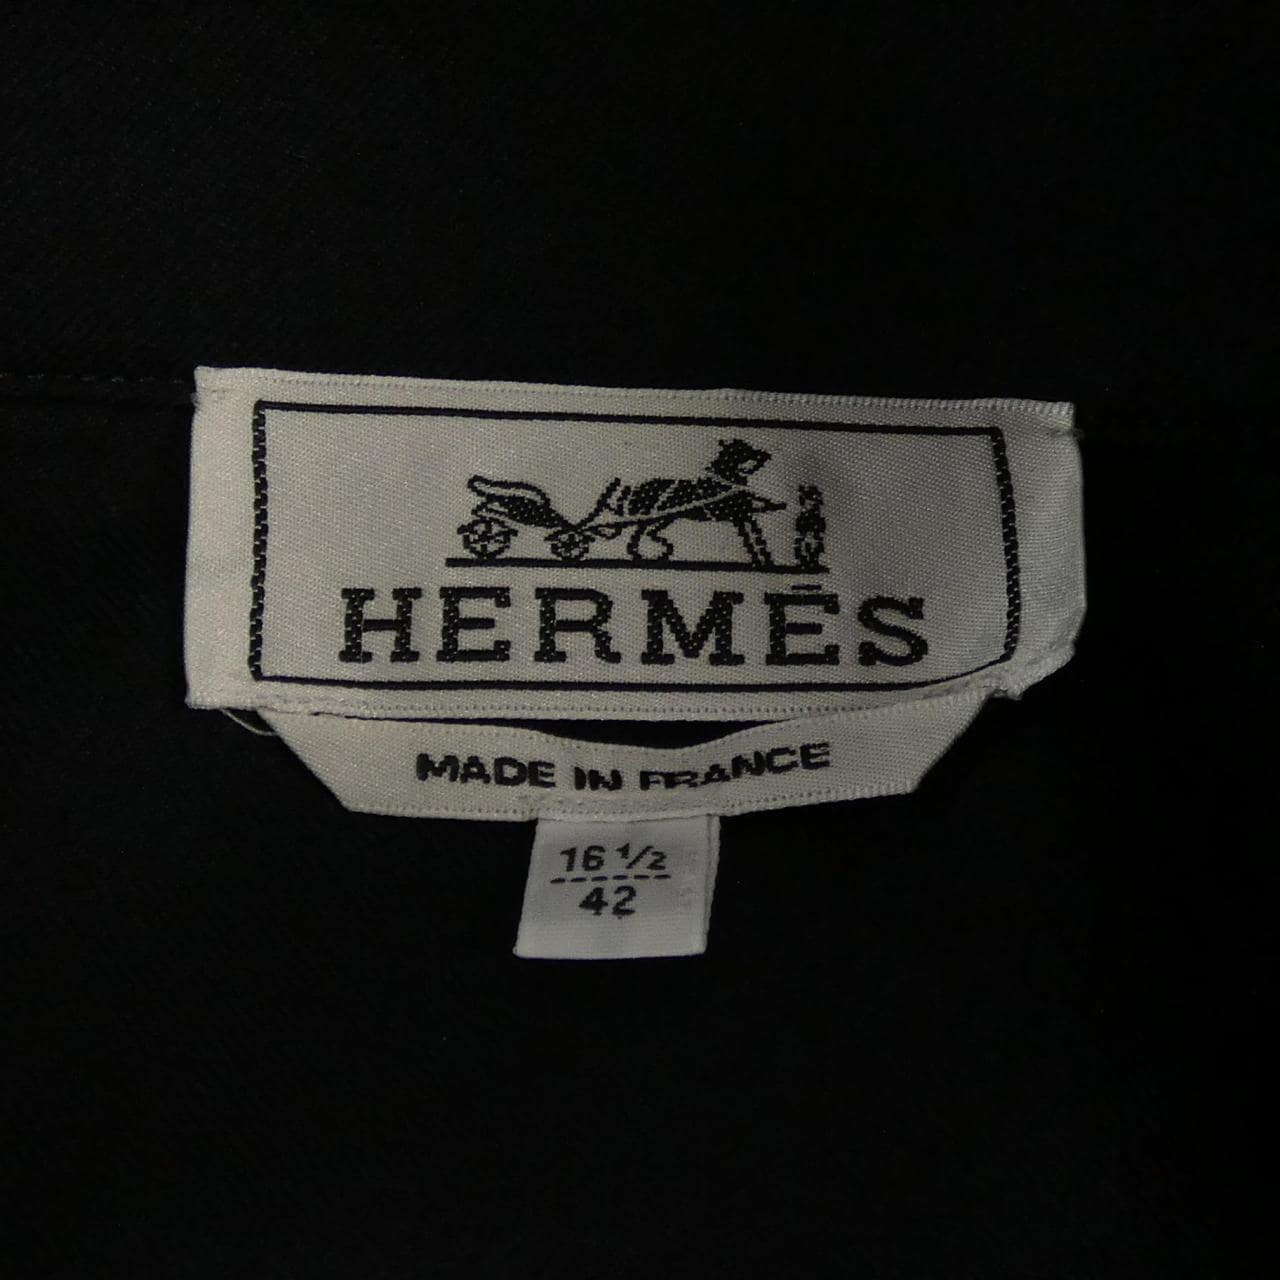 HERMÈS
MADE IN FRANCE
16 ½
42